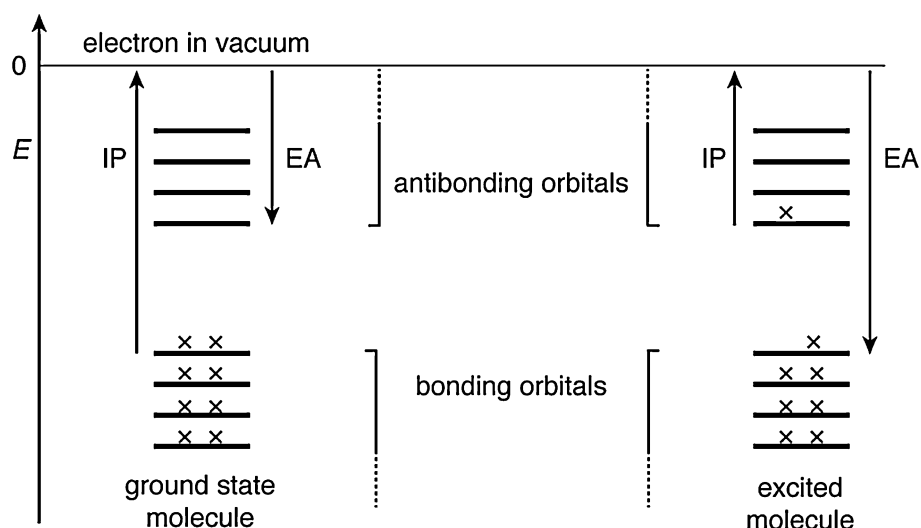 electron in vacuum
0
E
IP
EA
antibonding orbitals
IP
EA
bonding orbitals
ground state
molecule
excited
molecule